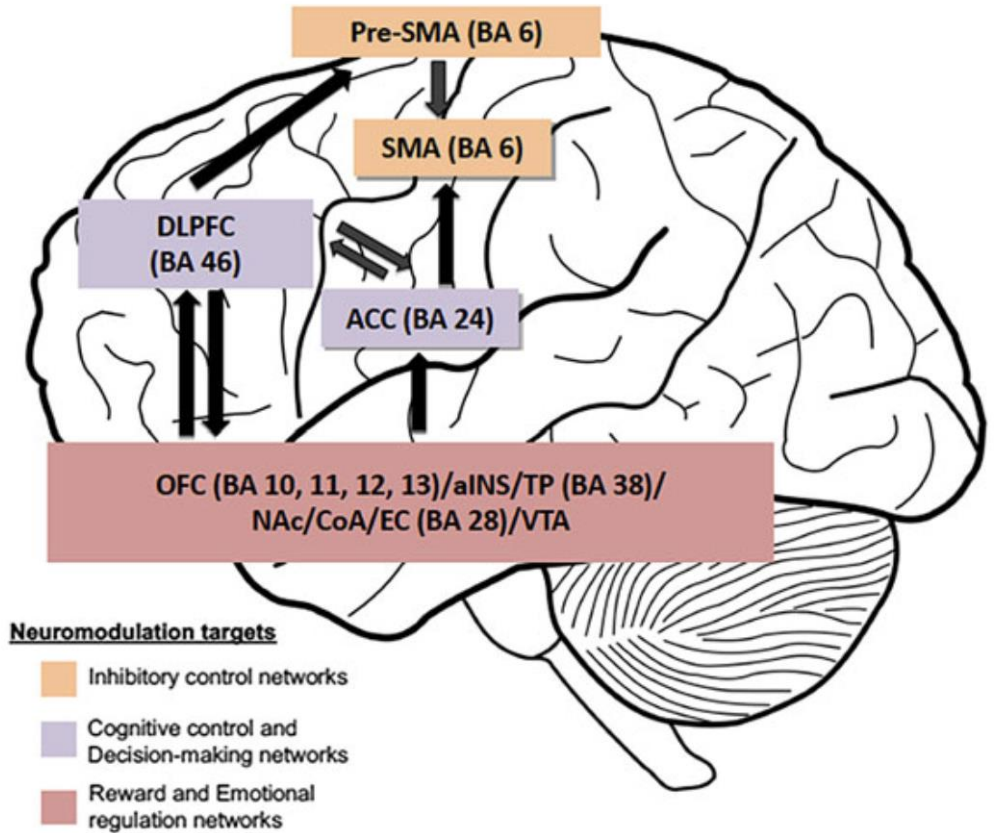 Pre-SMA (BA 6)
SMA (BA 6)
DLPFC
(BA 46)
ACC (BA 24)
OFC (BA 10, 11, 12, 13)/aINS/TP (BA 38)/
NAc/CoA/EC (BA 28)/VTA
Neuromodulation targets
Inhibitory control networks
Cognitive control and
Decision-making networks
Reward and Emotional
regulation networks